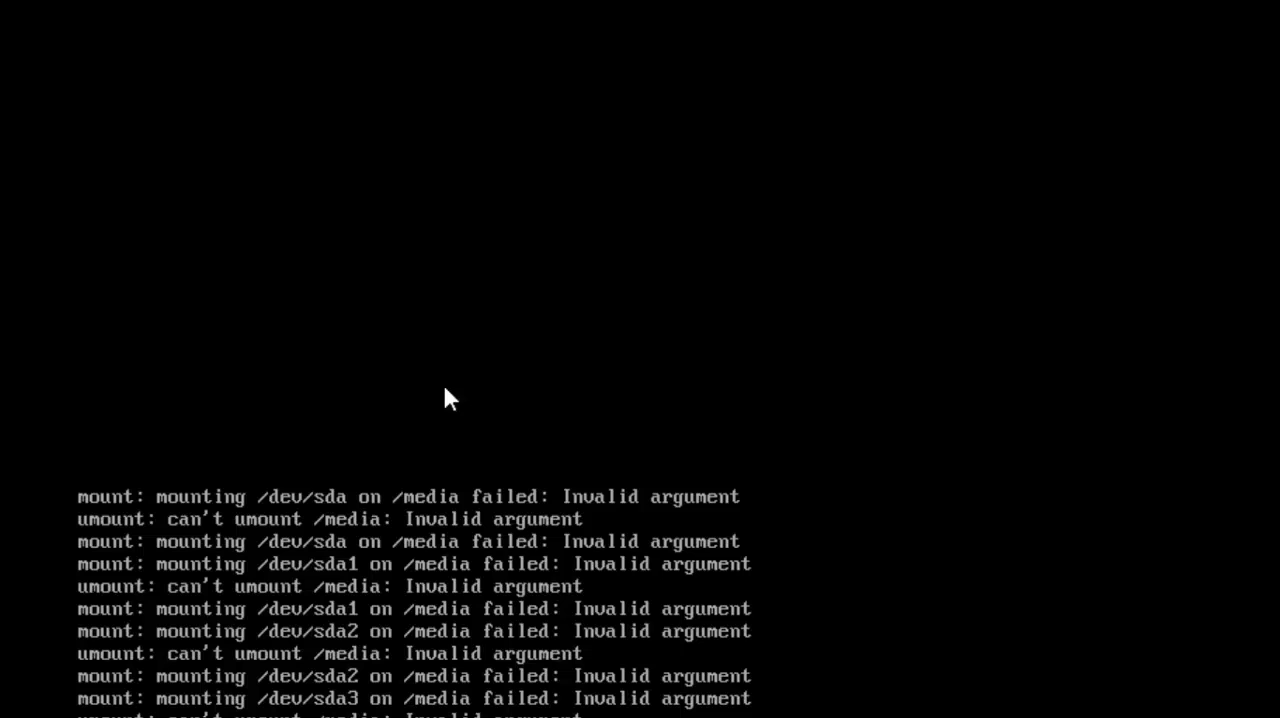 mount: mounting /dev/sda on /media failed: Invalid argument
umount: can't umount /media: Invalid argument
mount: mounting /dev/sda on /media failed: Invalid argument
mount: mounting /dev/sda1 on /media failed: Invalid argument
umount: can't umount /media: Invalid argument
mount: mounting /dev/sda1 on /media failed: Invalid argument
mount: mounting /dev/sda2 on /media failed: Invalid argument
umount: can't umount /media: Invalid argument
mount: mounting /dev/sda2 on /media failed: Invalid argument
mount: mounting /dev/sda3 on /media failed: Invalid argument